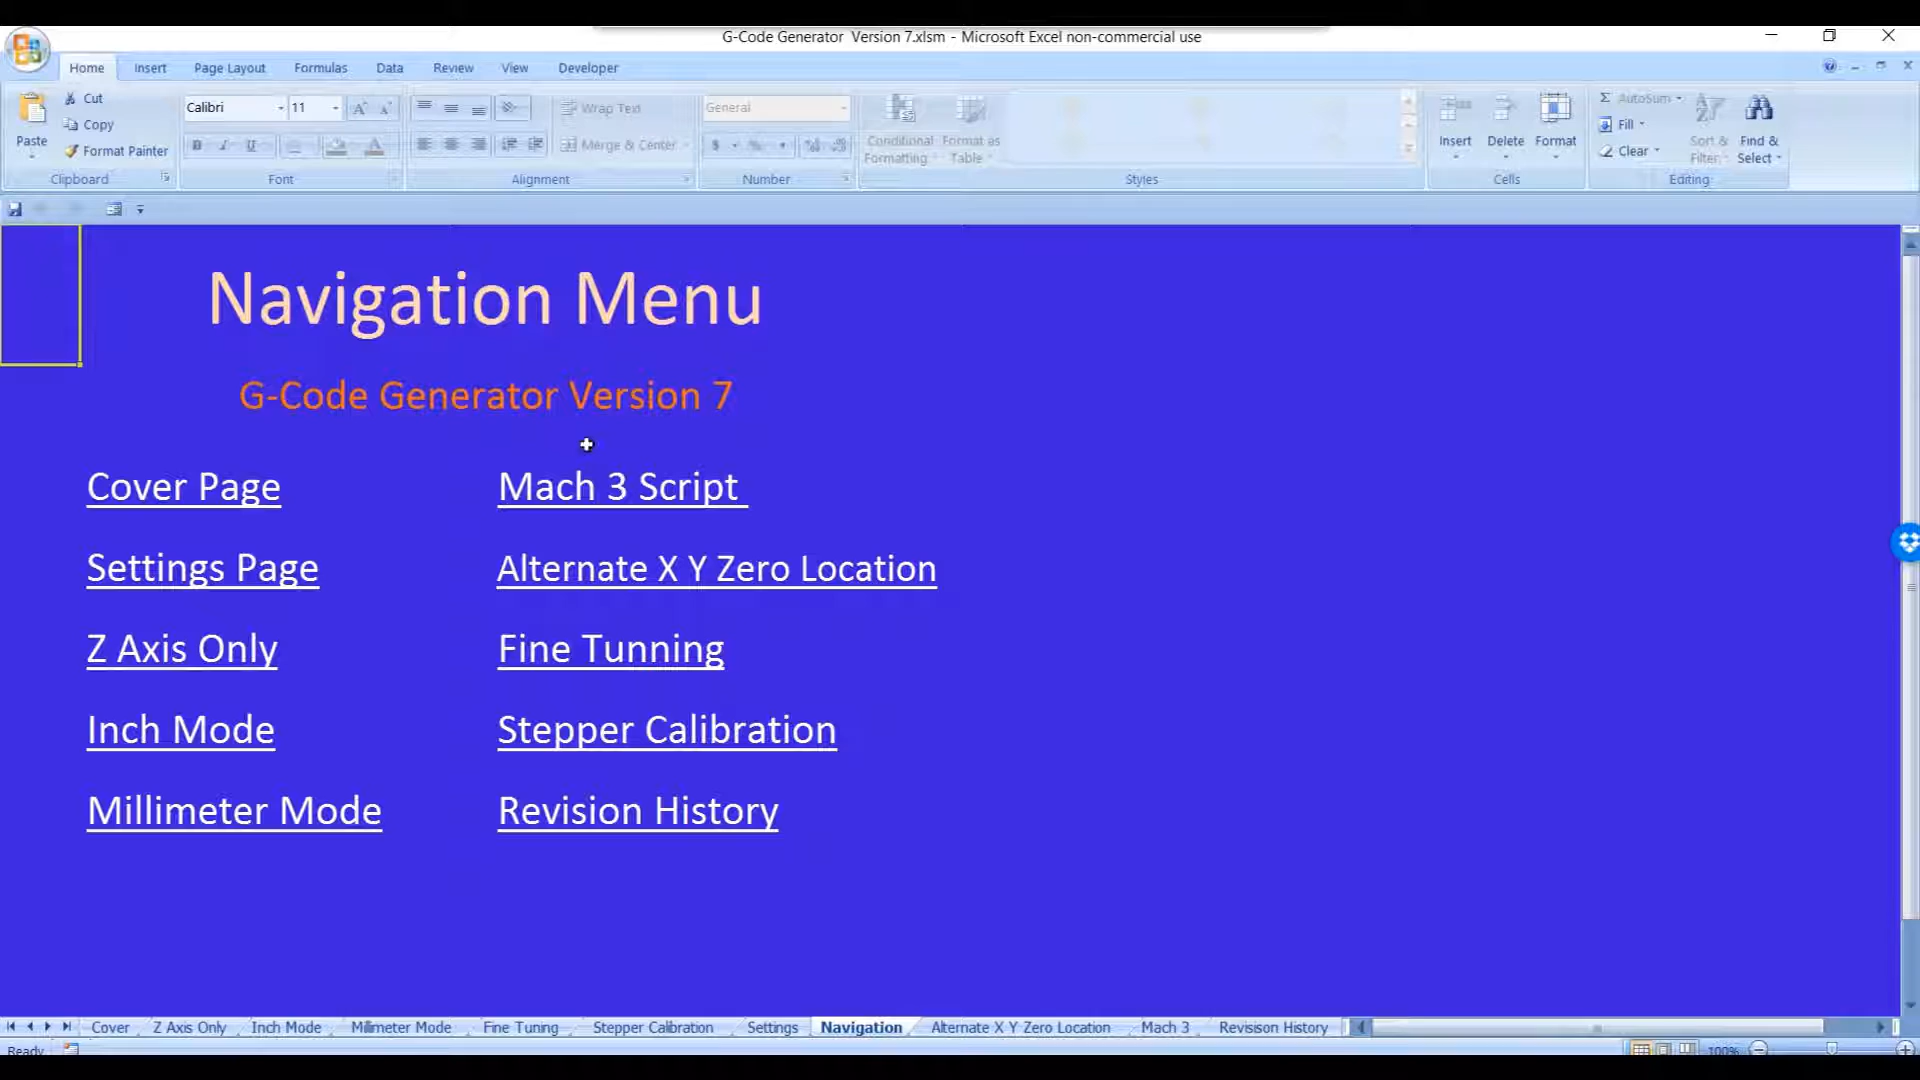 G-Code Generator Version 7.xlsm - Microsoft Excel non-commercial use
Home Insert Page Layout Formulas Data Review View Developer
Paste
Cut
Copy
Format Painter
Clipboard
Calibri 11
B I U
Font
Wrap Text
Merge & Center
Alignment
General
$ %
Number
Conditional Formatting
Format as Table
Styles
Insert Delete Format
Cells
Σ AutoSum
Fill
Clear
Sort & Filter
Find & Select
Editing
Navigation Menu
G-Code Generator Version 7
Cover Page
Mach 3 Script
Settings Page
Alternate X Y Zero Location
Z Axis Only
Fine Tunning
Inch Mode
Stepper Calibration
Millimeter Mode
Revision History
Cover Z Axis Only Inch Mode Millimeter Mode Fine Tuning Stepper Calibration Settings Navigation Alternate X Y Zero Location Mach 3 Revision History
Ready 100%